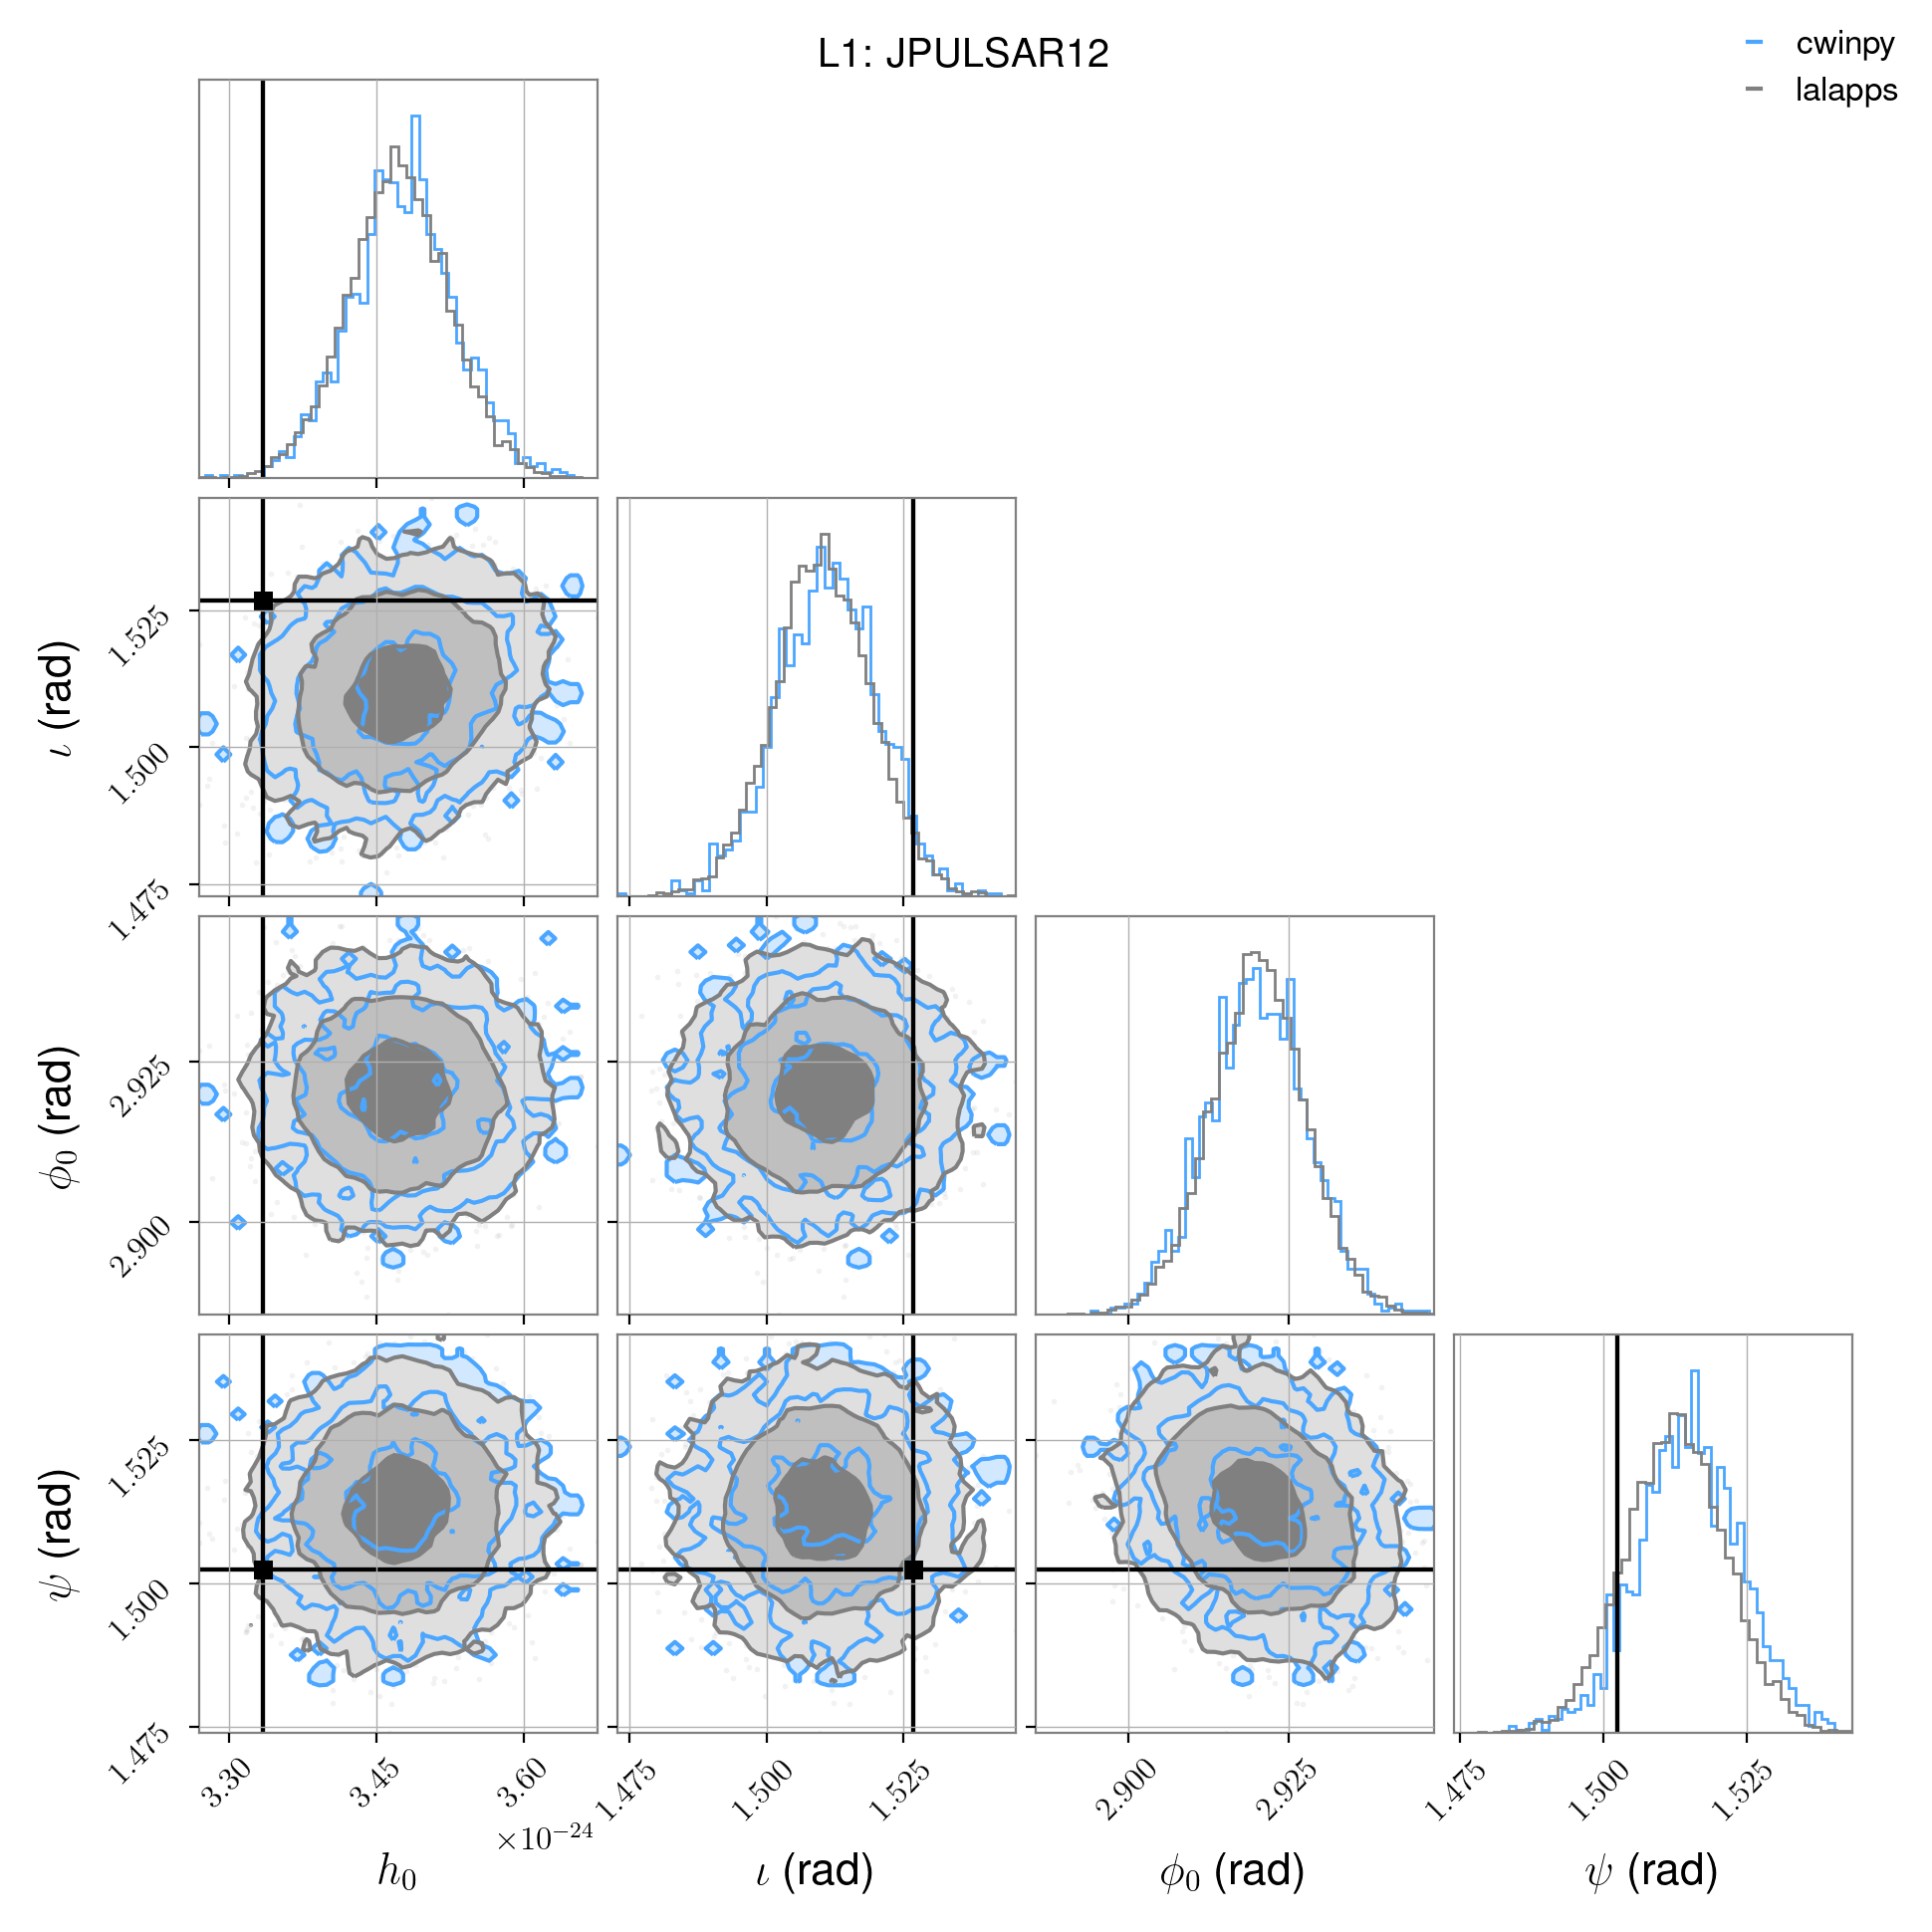 L1: JPULSAR12
cwinpy
lalapps
ι (rad)
1.525
1.500
1.475
ϕ₀ (rad)
2.925
2.900
ψ (rad)
1.525
1.500
1.475
3.30 3.45 3.60
×10⁻²⁴
h₀
1.475 1.500 1.525
ι (rad)
2.900 2.925
ϕ₀ (rad)
1.475 1.500 1.525
ψ (rad)